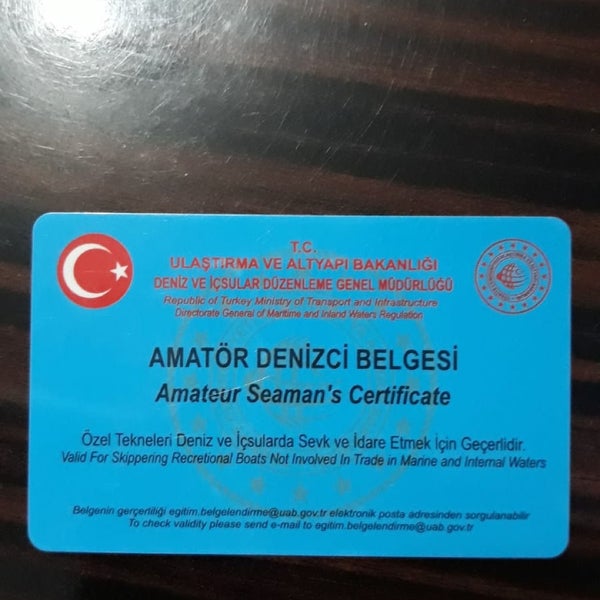 T.C.
ULAŞTIRMA VE ALTYAPI BAKANLIĞI
DENİZ VE İÇSULAR DÜZENLEME GENEL MÜDÜRLÜĞÜ
Republic of Turkey Ministry of Transport and Infrastructure
Directorate General of Maritime and Inland Waters Regulation
AMATÖR DENİZCİ BELGESİ
Amateur Seaman's Certificate
Özel Tekneleri Deniz ve İçsularda Sevk ve İdare Etmek İçin Geçerlidir.
Valid For Skippering Recretional Boats Not Involved In Trade in Marine and Internal Waters
Belgenin gerçerliliği egitim.belgelendirme@uab.gov.tr elektronik posta adresinden sorgulanabilir
To check validity please send e-mail to egitim.belgelendirme@uab.gov.tr